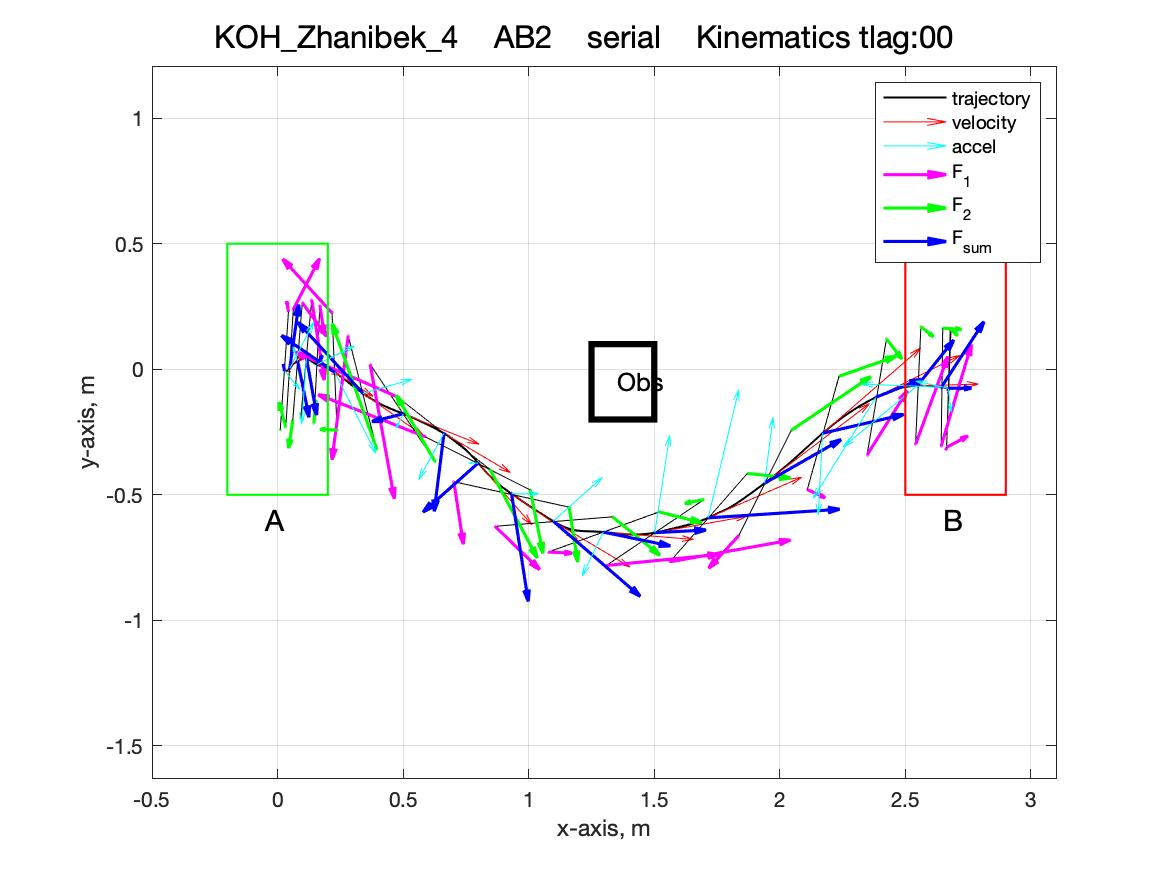 KOH_Zhanibek_4 AB2 serial Kinematics tlag:00
trajectory
velocity
accel
F1
F2
Fsum
1
0.5
0
-0.5
-1
-1.5
y-axis, m
Obs
A
B
-0.5 0 0.5 1 1.5 2 2.5 3
x-axis, m